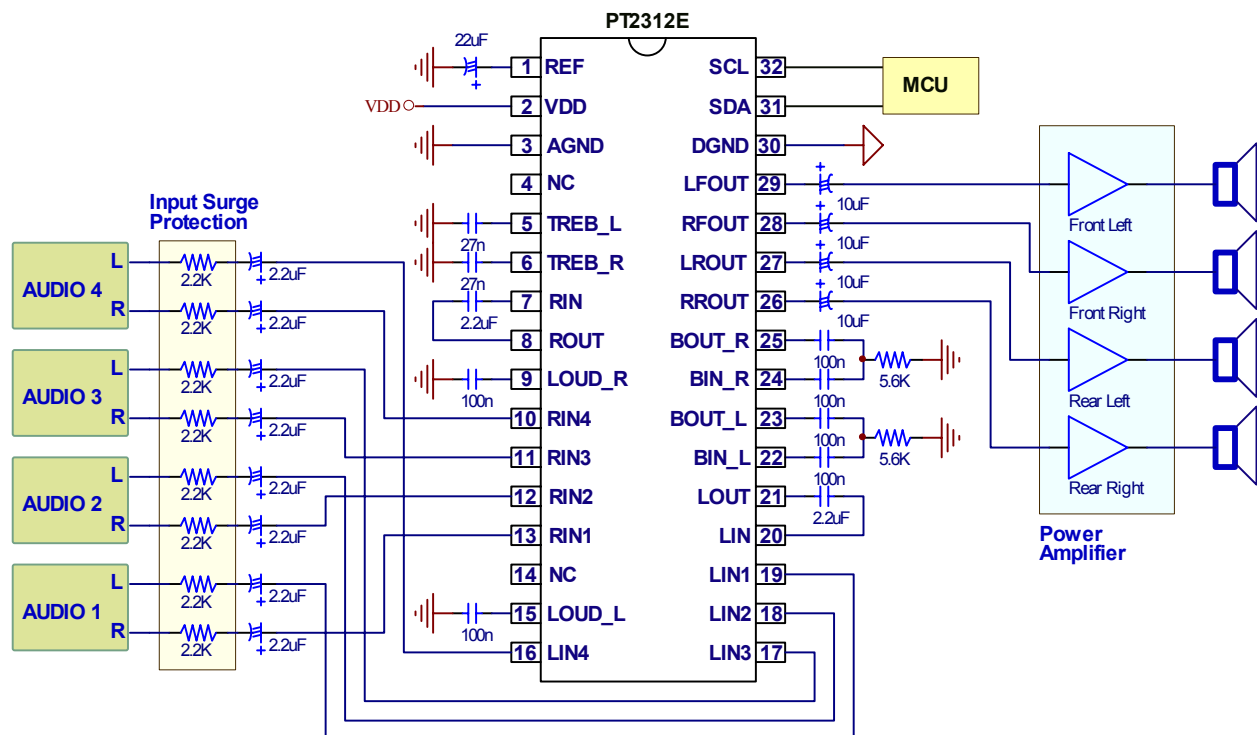 PT2312E
22uF
+
1 REF
VDD
2 VDD
3 AGND
4 NC
5 TREB_L
27n
6 TREB_R
27n
7 RIN
2.2uF
8 ROUT
9 LOUD_R
100n
10 RIN4
11 RIN3
12 RIN2
13 RIN1
14 NC
15 LOUD_L
100n
16 LIN4
SCL 32
SDA 31
MCU
DGND 30
LFOUT 29
+
10uF
RFOUT 28
+
10uF
LROUT 27
+
10uF
RROUT 26
+
10uF
BOUT_R 25
100n
BIN_R 24
100n
5.6K
BOUT_L 23
100n
BIN_L 22
100n
5.6K
LOUT 21
2.2uF
LIN 20
LIN1 19
LIN2 18
LIN3 17
Input Surge
Protection
AUDIO 4
L
2.2K
+ 2.2uF
R
2.2K
+ 2.2uF
AUDIO 3
L
2.2K
+ 2.2uF
R
2.2K
+ 2.2uF
AUDIO 2
L
2.2K
+ 2.2uF
R
2.2K
+ 2.2uF
AUDIO 1
L
2.2K
+ 2.2uF
R
2.2K
+ 2.2uF
Front Left
Front Right
Rear Left
Rear Right
Power
Amplifier